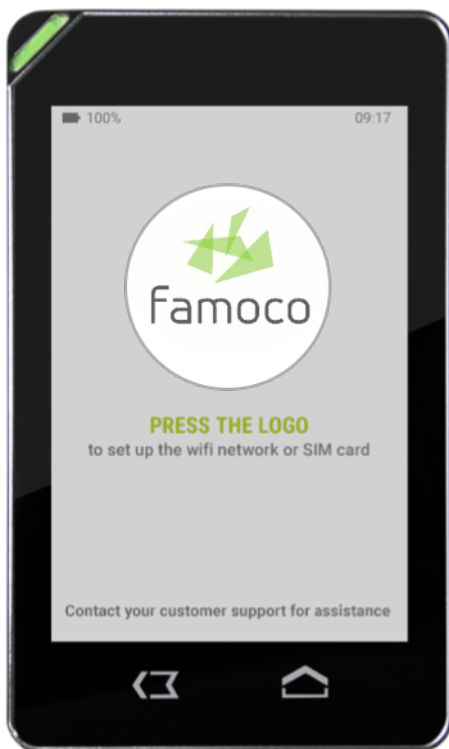 100%
09:17
famoco
PRESS THE LOGO
to set up the wifi network or SIM card
Contact your customer support for assistance